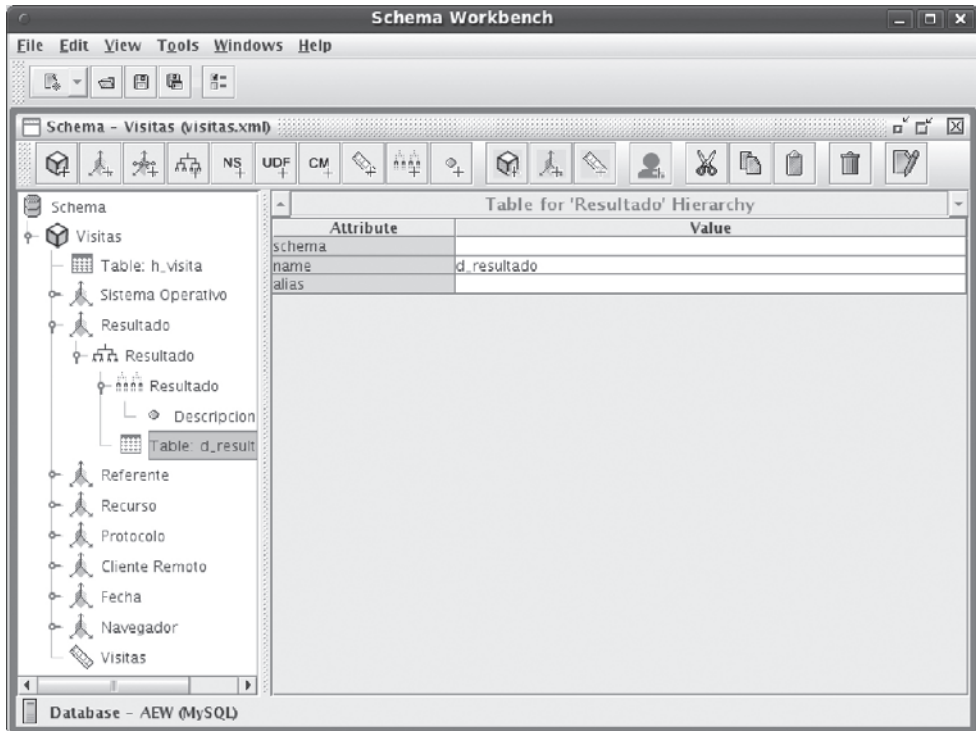 Schema Workbench
File Edit View Tools Windows Help
Schema - Visitas (visitas.xml)
NS UDF CM
Schema
Visitas
Table: h_visita
Sistema Operativo
Resultado
Resultado
Resultado
Descripcion
Table: d_result
Referente
Recurso
Protocolo
Cliente Remoto
Fecha
Navegador
Visitas
Table for 'Resultado' Hierarchy
Attribute Value
schema
name d_resultado
alias
Database - AEW (MySQL)